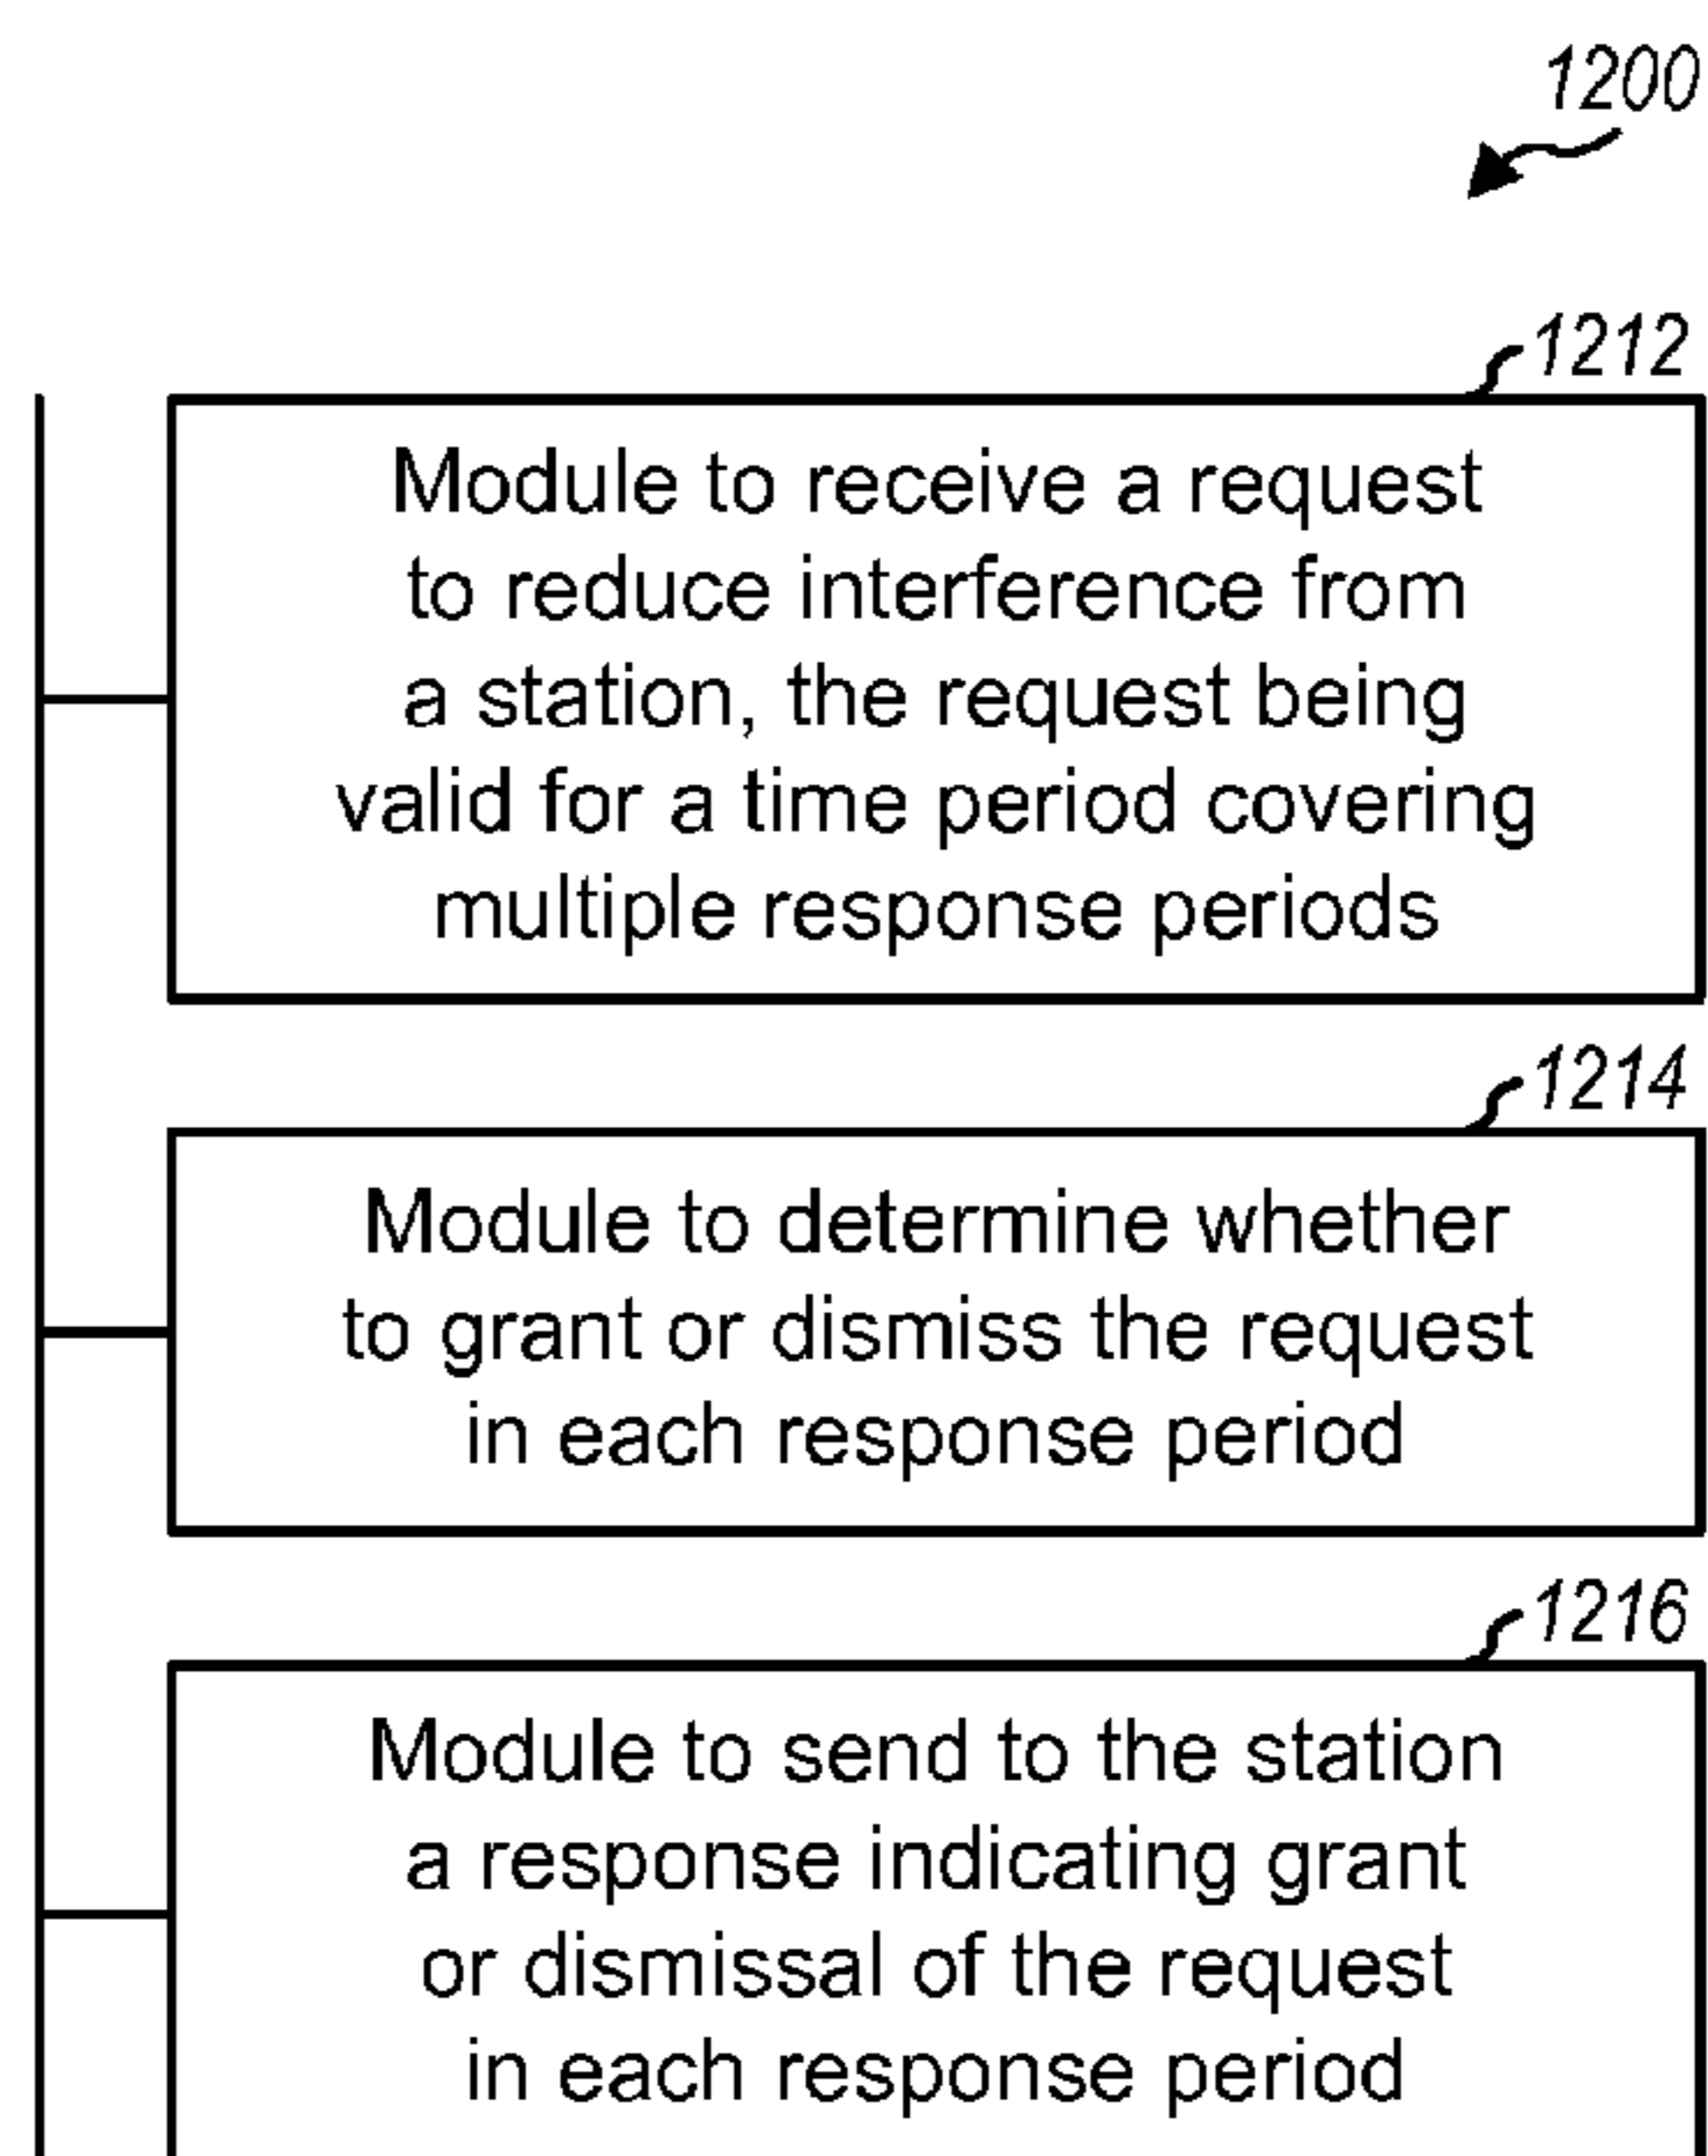 1200
1212
Module to receive a request
to reduce interference from
a station, the request being
valid for a time period covering
multiple response periods
1214
Module to determine whether
to grant or dismiss the request
in each response period
1216
Module to send to the station
a response indicating grant
or dismissal of the request
in each response period